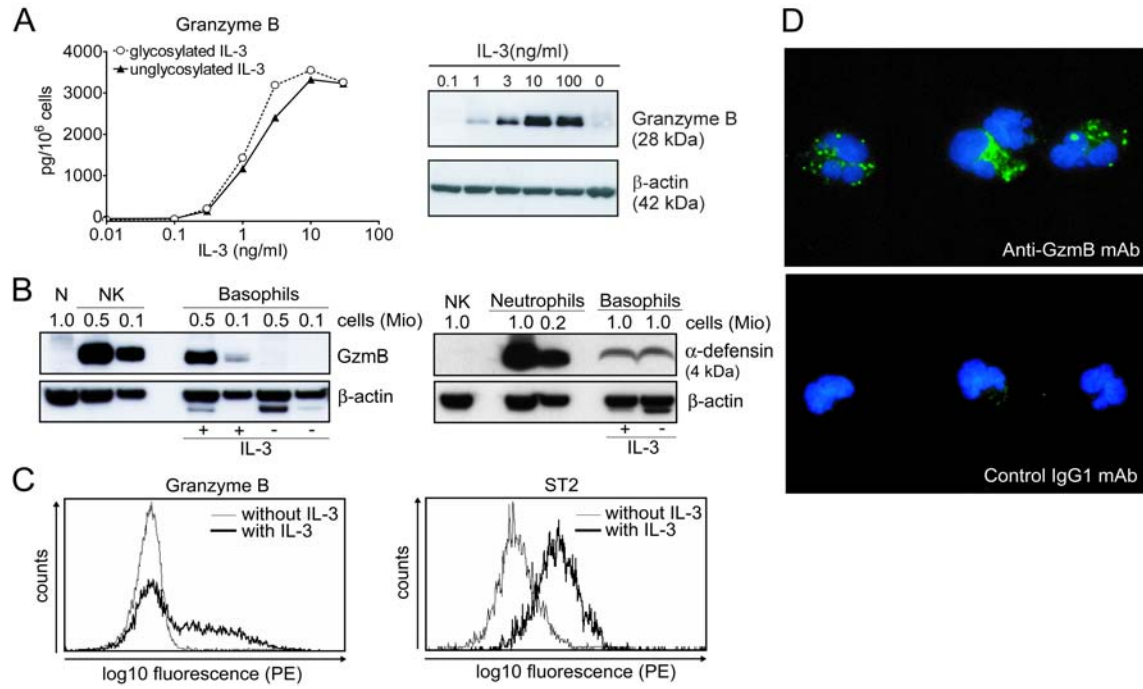 A
Granzyme B
glycosylated IL-3
unglycosylated IL-3
4000
3000
2000
1000
0
pg/10⁶ cells
0.01 0.1 1 10 100
IL-3 (ng/ml)
IL-3(ng/ml)
0.1 1 3 10 100 0
Granzyme B
(28 kDa)
β-actin
(42 kDa)
B
N NK Basophils
1.0 0.5 0.1 0.5 0.1 0.5 0.1 cells (Mio)
GzmB
β-actin
+ + - -
IL-3
NK Neutrophils Basophils
1.0 1.0 0.2 1.0 1.0 cells (Mio)
α-defensin
(4 kDa)
β-actin
+ -
IL-3
C
Granzyme B
without IL-3
with IL-3
counts
log10 fluorescence (PE)
ST2
without IL-3
with IL-3
counts
log10 fluorescence (PE)
D
Anti-GzmB mAb
Control IgG1 mAb